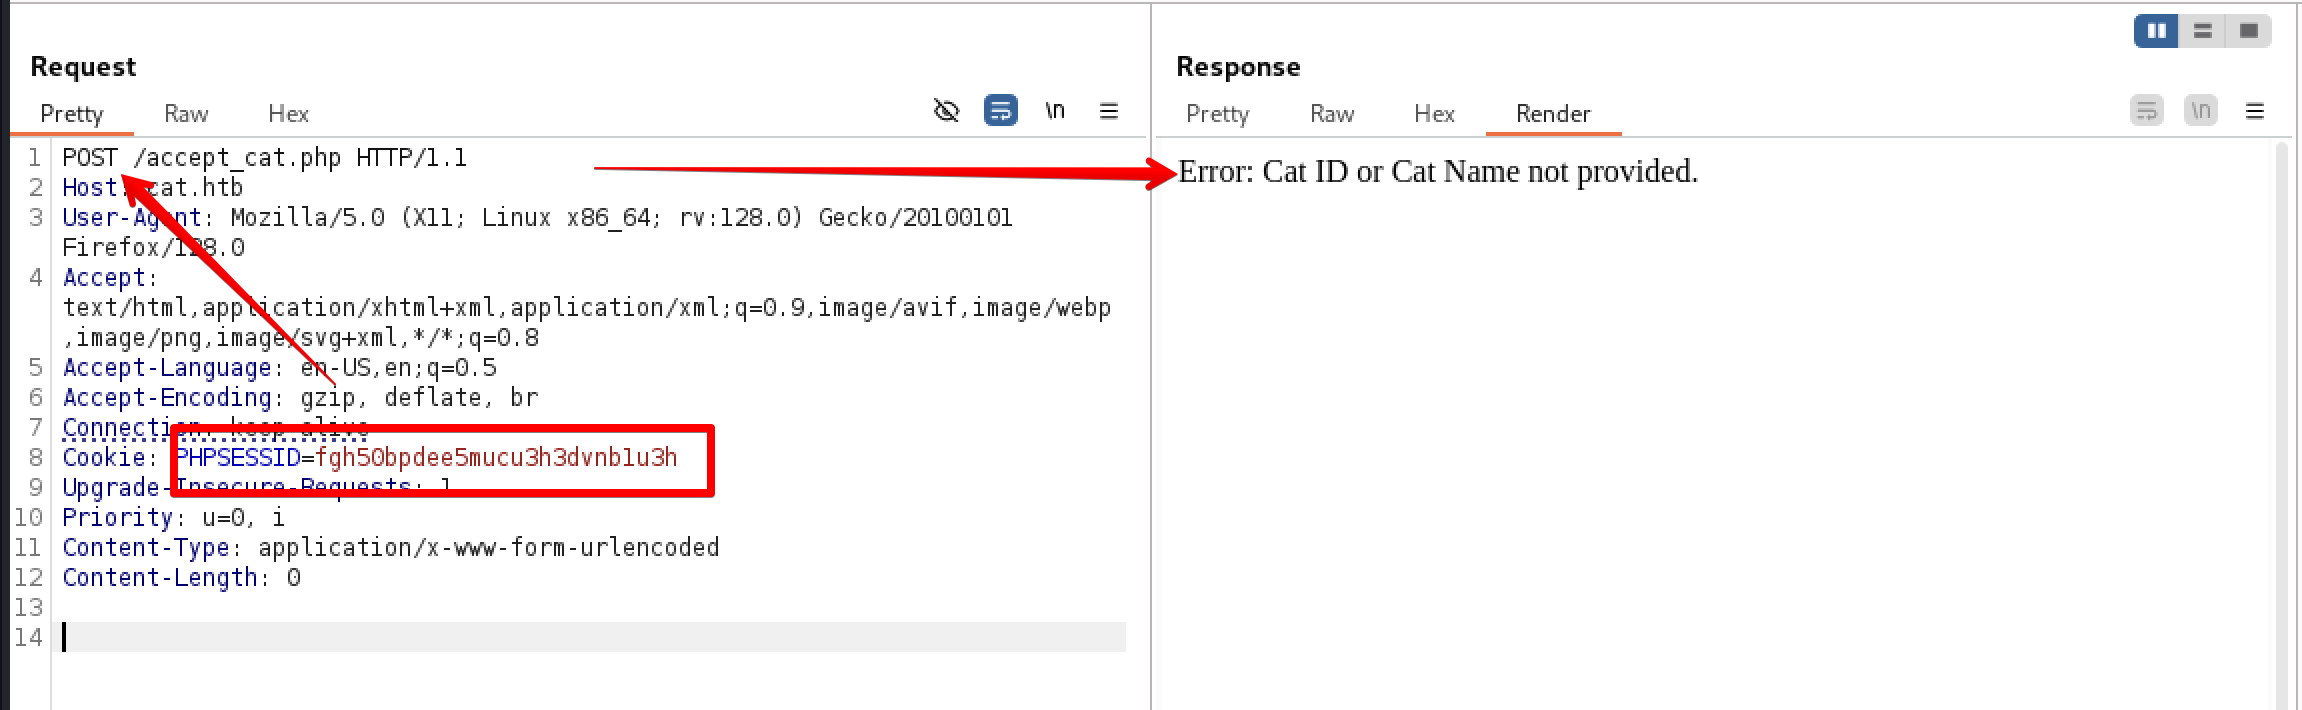 Request
Pretty Raw Hex \n
1 POST /accept_cat.php HTTP/1.1
2 Host: cat.htb
3 User-Agent: Mozilla/5.0 (X11; Linux x86_64; rv:128.0) Gecko/20100101
Firefox/128.0
4 Accept:
text/html,application/xhtml+xml,application/xml;q=0.9,image/avif,image/webp
,image/png,image/svg+xml,*/*;q=0.8
5 Accept-Language: en-US,en;q=0.5
6 Accept-Encoding: gzip, deflate, br
7 Connection: keep-alive
8 Cookie: PHPSESSID=fgh50bpdee5mucu3h3dvnb1u3h
9 Upgrade-Insecure-Requests: 1
10 Priority: u=0, i
11 Content-Type: application/x-www-form-urlencoded
12 Content-Length: 0
13
14
Response
Pretty Raw Hex Render \n
Error: Cat ID or Cat Name not provided.